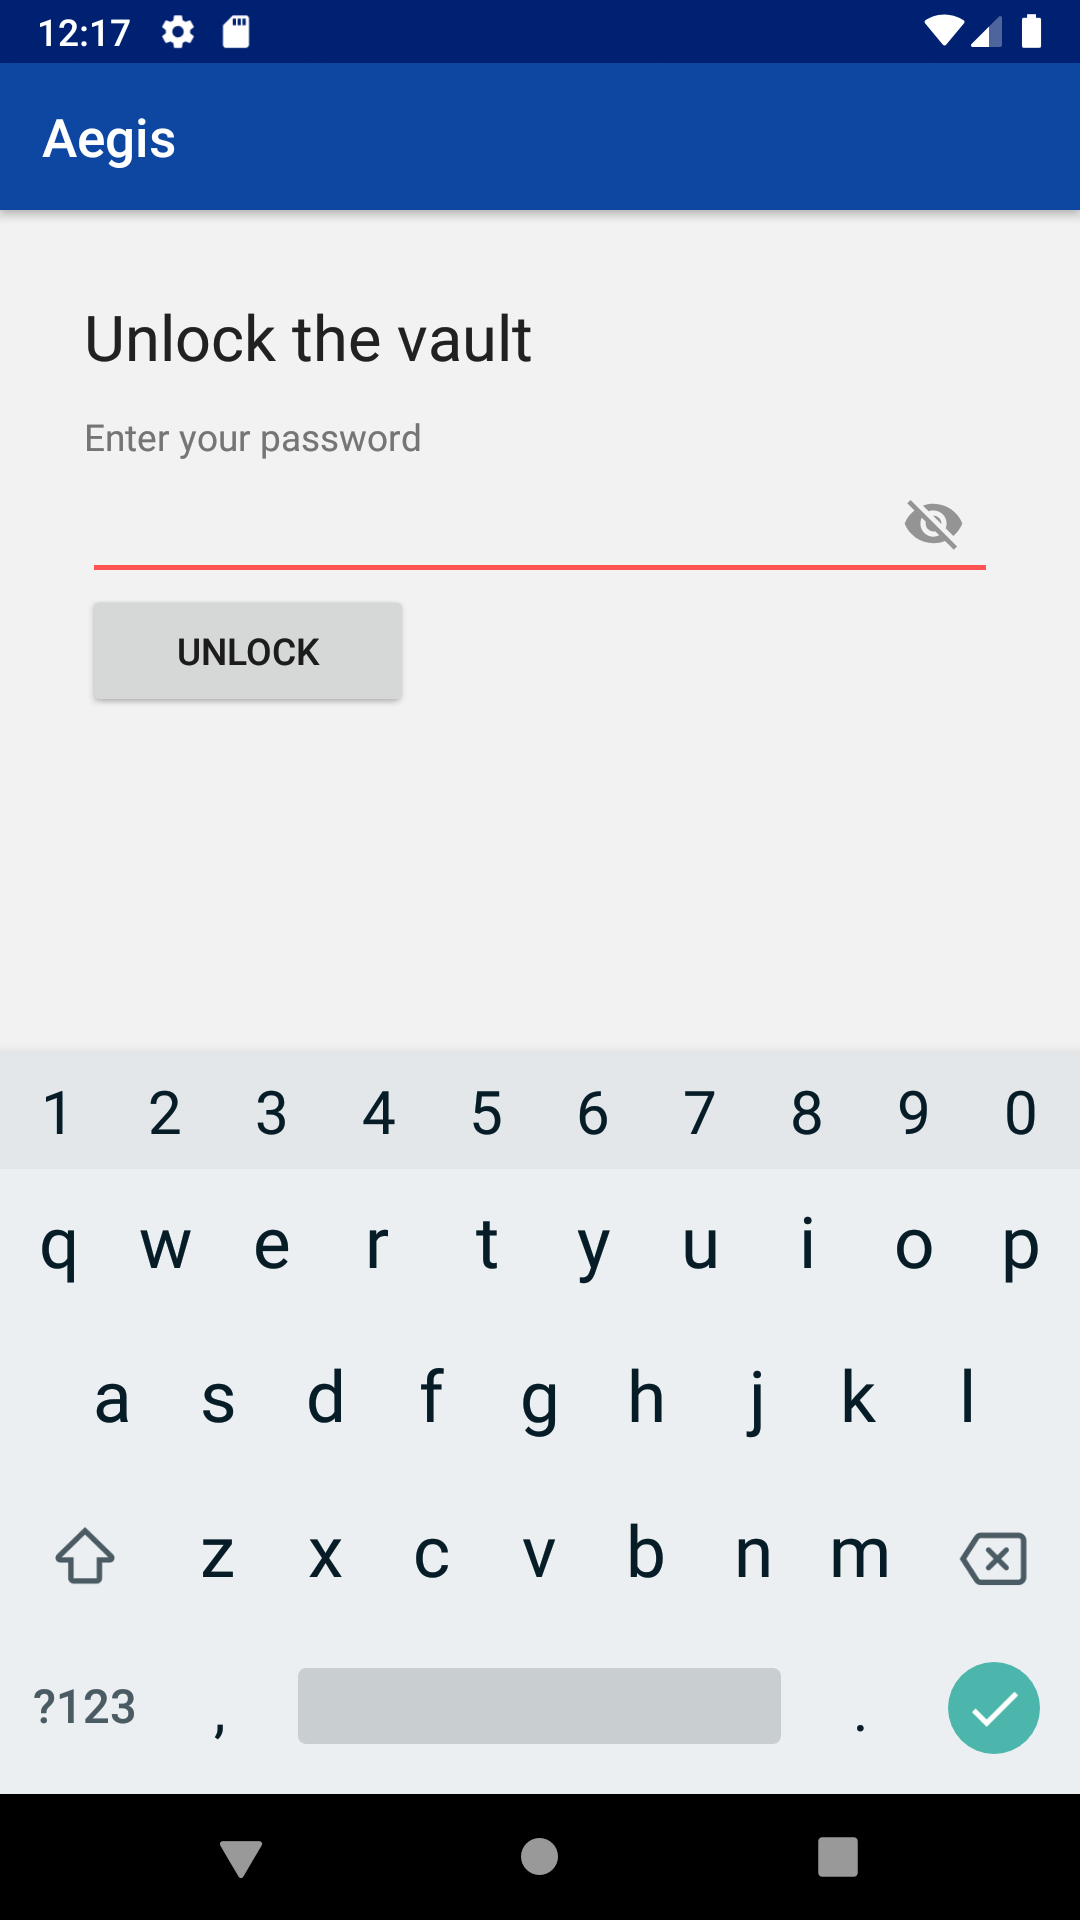 12:17
Aegis
Unlock the vault
Enter your password
UNLOCK
1 2 3 4 5 6 7 8 9 0
q w e r t y u i o p
a s d f g h j k l
z x c v b n m
?123 , .